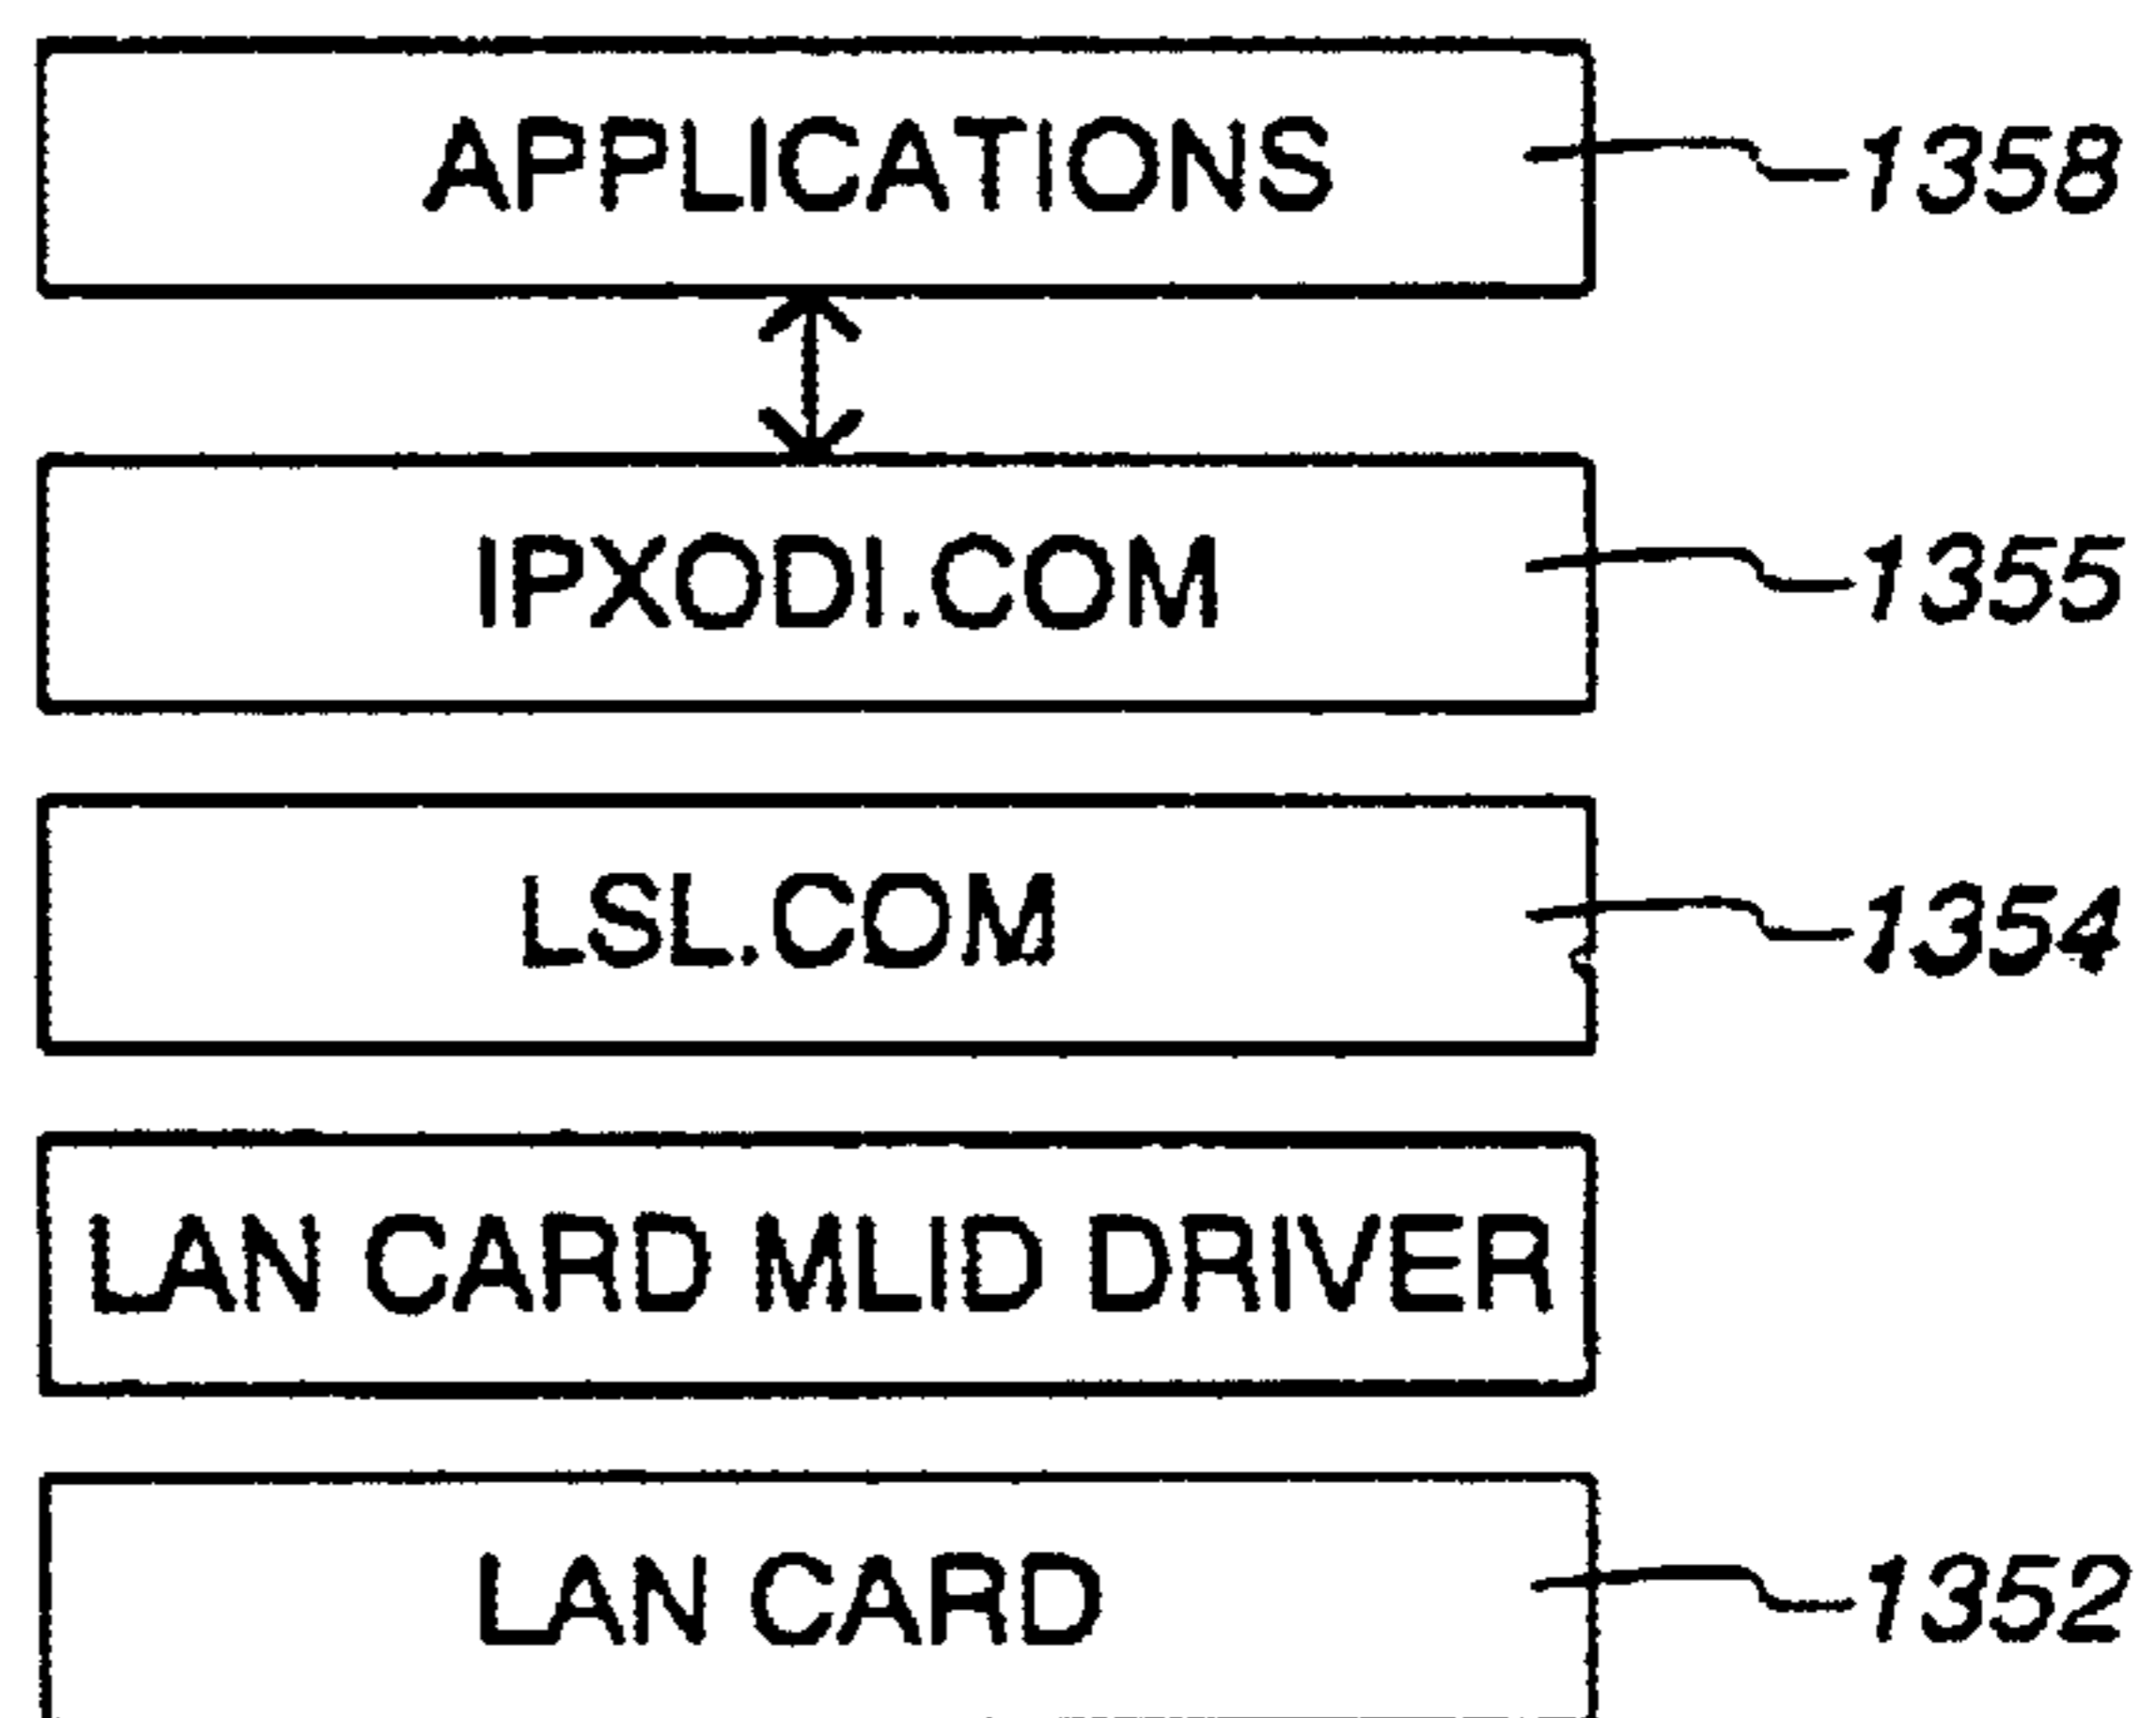 APPLICATIONS 1358
IPXODI.COM 1355
LSL.COM 1354
LAN CARD MLID DRIVER
LAN CARD 1352